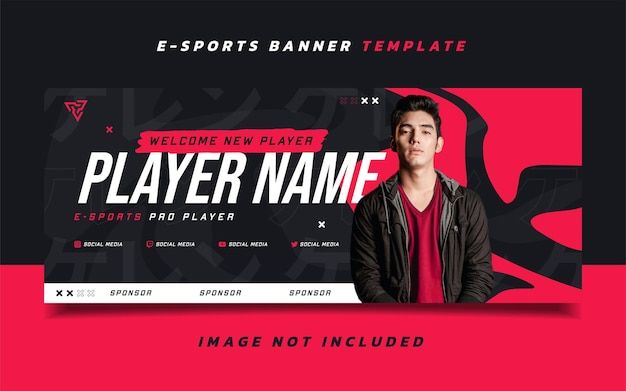 E-SPORTS BANNER TEMPLATE
WELCOME NEW PLAYER
PLAYER NAME
E-SPORTS PRO PLAYER
SOCIAL MEDIA SOCIAL MEDIA SOCIAL MEDIA SOCIAL MEDIA
SPONSOR SPONSOR SPONSOR
IMAGE NOT INCLUDED